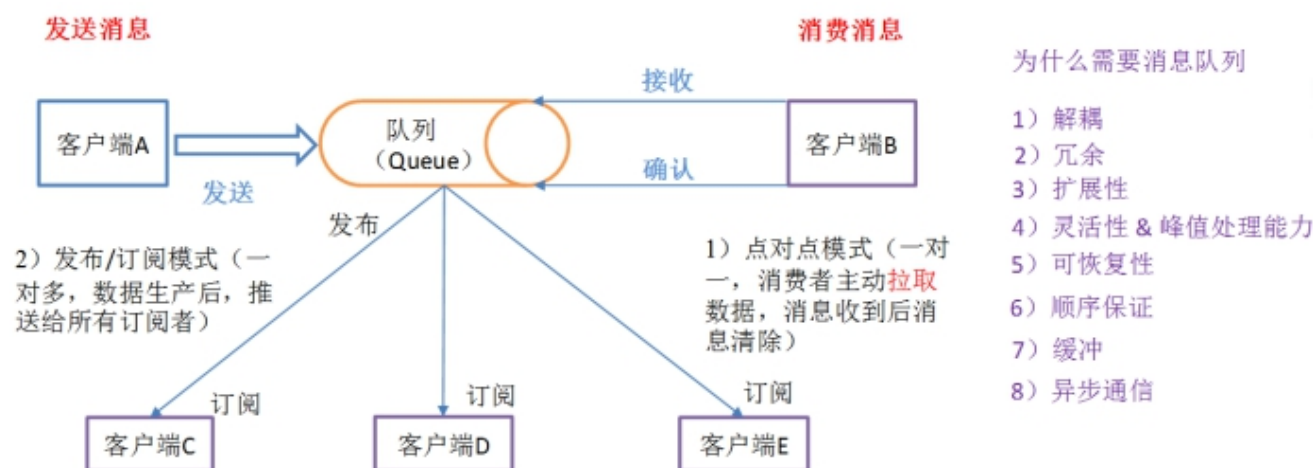 发送消息
消费消息
客户端A
发送
队列
（Queue）
接收
确认
客户端B
发布
2）发布/订阅模式（一
对多，数据生产后，推
送给所有订阅者）
1）点对点模式（一对
一，消费者主动拉取
数据，消息收到后消
息清除）
订阅
订阅
订阅
客户端C
客户端D
客户端E
为什么需要消息队列
1）解耦
2）冗余
3）扩展性
4）灵活性 & 峰值处理能力
5）可恢复性
6）顺序保证
7）缓冲
8）异步通信